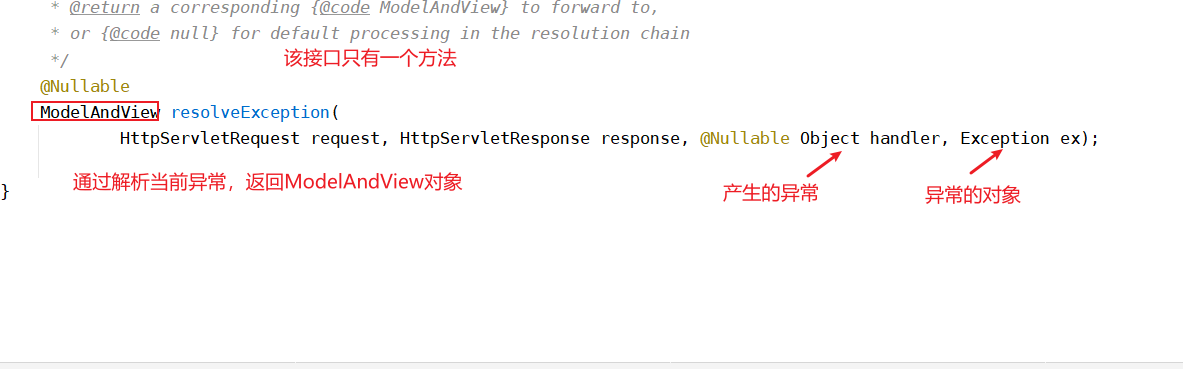 * @return a corresponding {@code ModelAndView} to forward to,
* or {@code null} for default processing in the resolution chain
*/
该接口只有一个方法
@Nullable
ModelAndView resolveException(
HttpServletRequest request, HttpServletResponse response, @Nullable Object handler, Exception ex);
通过解析当前异常，返回ModelAndView对象
产生的异常
异常的对象
}